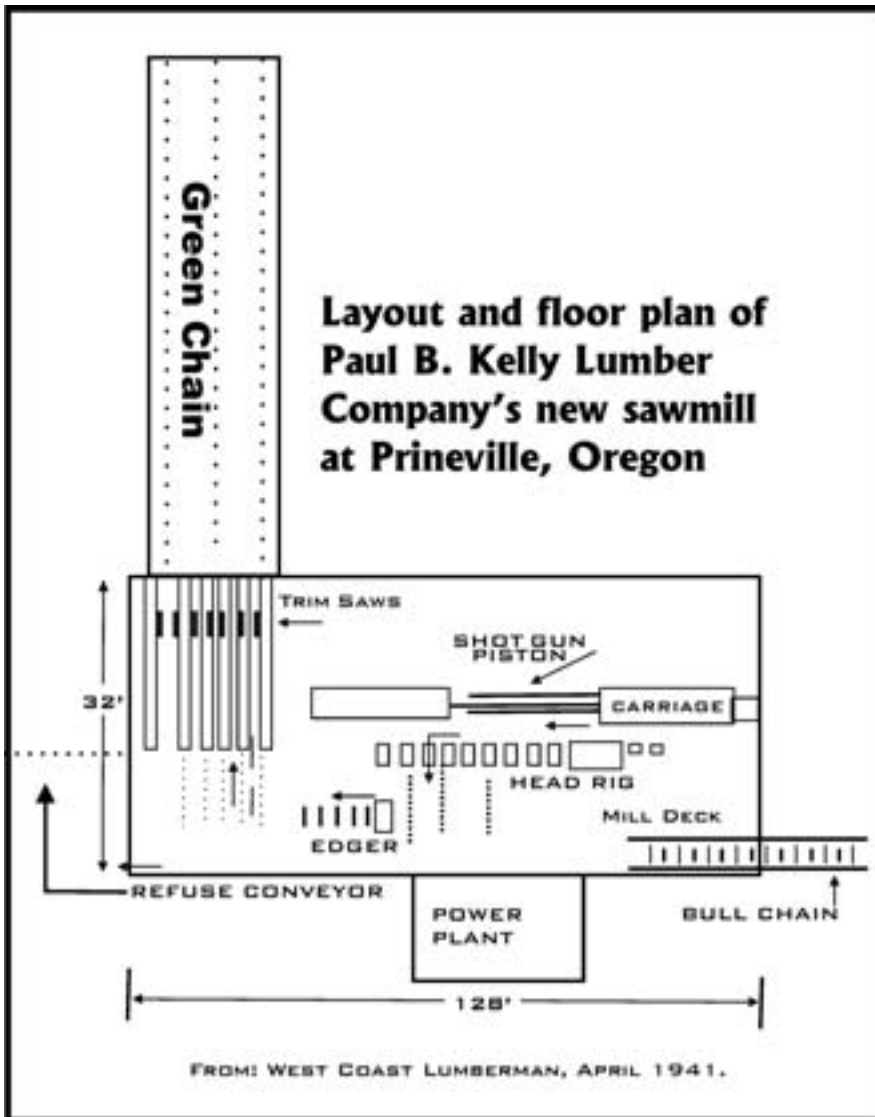 Green Chain
Layout and floor plan of
Paul B. Kelly Lumber
Company's new sawmill
at Prineville, Oregon
TRIM SAWS
SHOT GUN
PISTON
32'
CARRIAGE
HEAD RIG
MILL DECK
EDGER
REFUSE CONVEYOR
POWER
PLANT
BULL CHAIN
128'
FROM: WEST COAST LUMBERMAN, APRIL 1941.